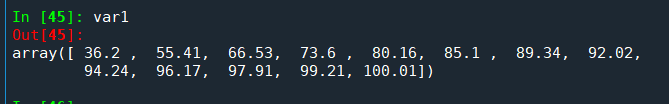 In [45]: var1
Out[45]:
array([ 36.2 ,  55.41,  66.53,  73.6 ,  80.16,  85.1 ,  89.34,  92.02,
        94.24,  96.17,  97.91,  99.21, 100.01])